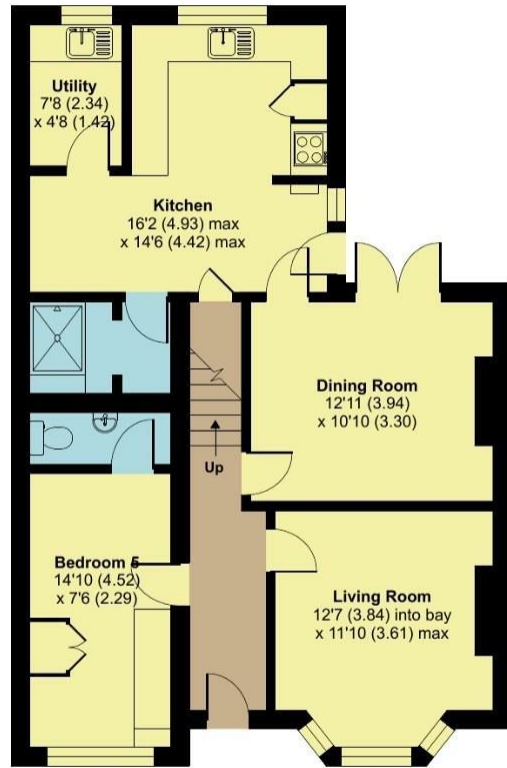 Utility
7'8 (2.34)
x 4'8 (1.42)
Kitchen
16'2 (4.93) max
x 14'6 (4.42) max
Dining Room
12'11 (3.94)
x 10'10 (3.30)
Up
Bedroom 5
14'10 (4.52)
x 7'6 (2.29)
Living Room
12'7 (3.84) into bay
x 11'10 (3.61) max